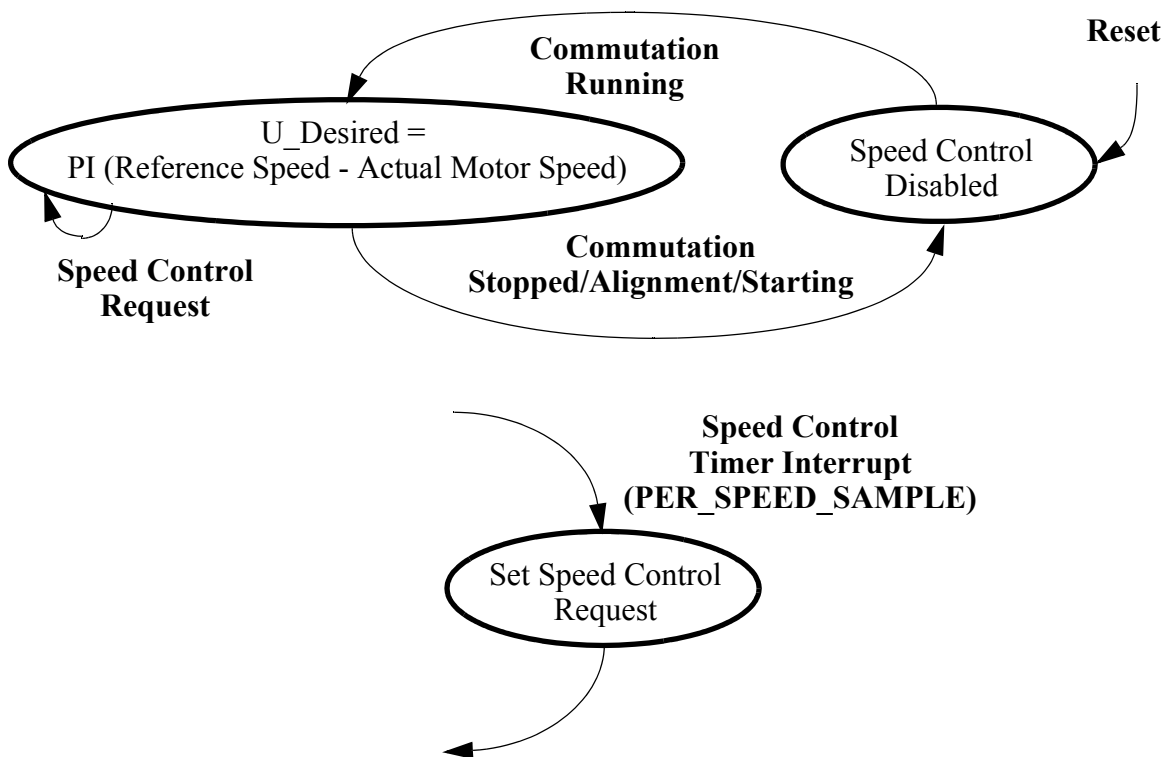 Reset
Commutation
Running
U_Desired =
PI (Reference Speed - Actual Motor Speed)
Speed Control
Disabled
Commutation
Stopped/Alignment/Starting
Speed Control
Request
Speed Control
Timer Interrupt
(PER_SPEED_SAMPLE)
Set Speed Control
Request